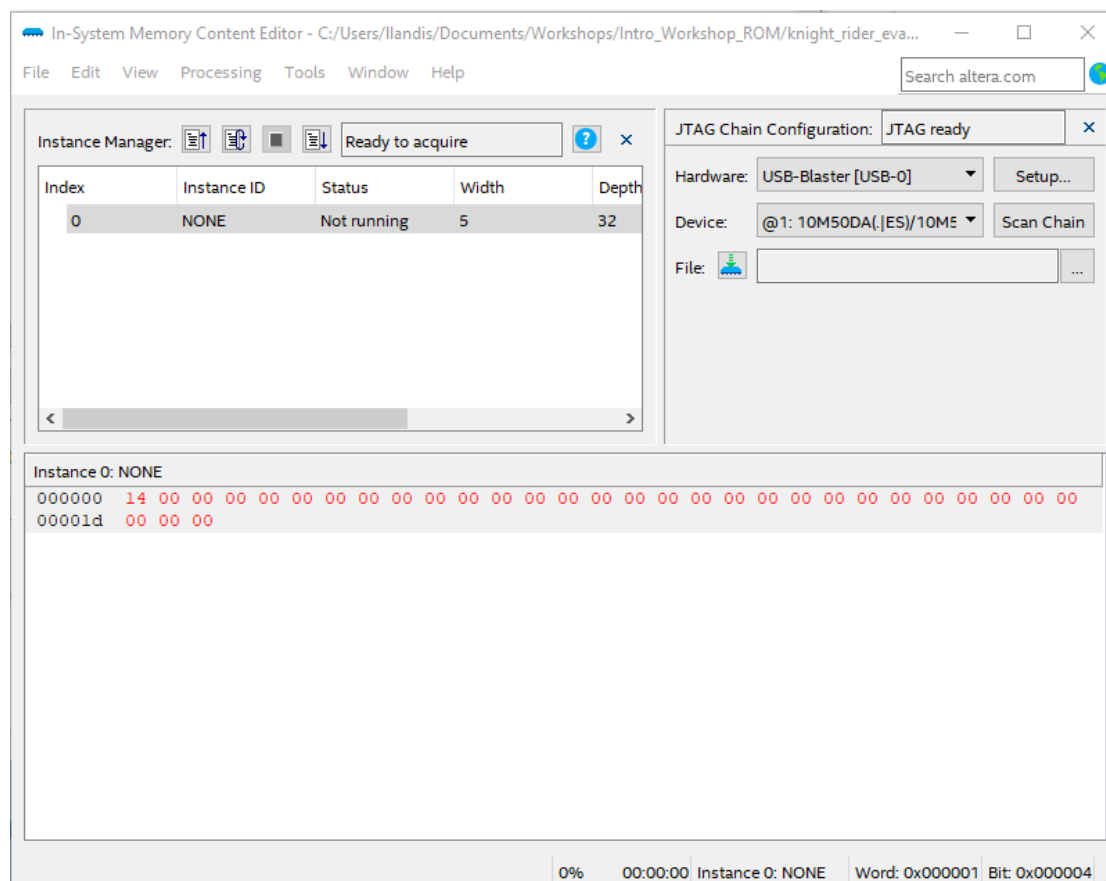 In-System Memory Content Editor - C:/Users/llandis/Documents/Workshops/Intro_Workshop_ROM/knight_rider_eva...
File Edit View Processing Tools Window Help
Search altera.com
Instance Manager: Ready to acquire
Index Instance ID Status Width Depth
0 NONE Not running 5 32
JTAG Chain Configuration: JTAG ready
Hardware: USB-Blaster [USB-0] Setup...
Device: @1: 10M50DA(.|ES)/10M5 Scan Chain
File: ...
Instance 0: NONE
000000 14 00 00 00 00 00 00 00 00 00 00 00 00 00 00 00 00 00 00 00 00 00 00 00 00 00 00 00 00
00001d 00 00 00
0% 00:00:00 Instance 0: NONE Word: 0x000001 Bit: 0x000004